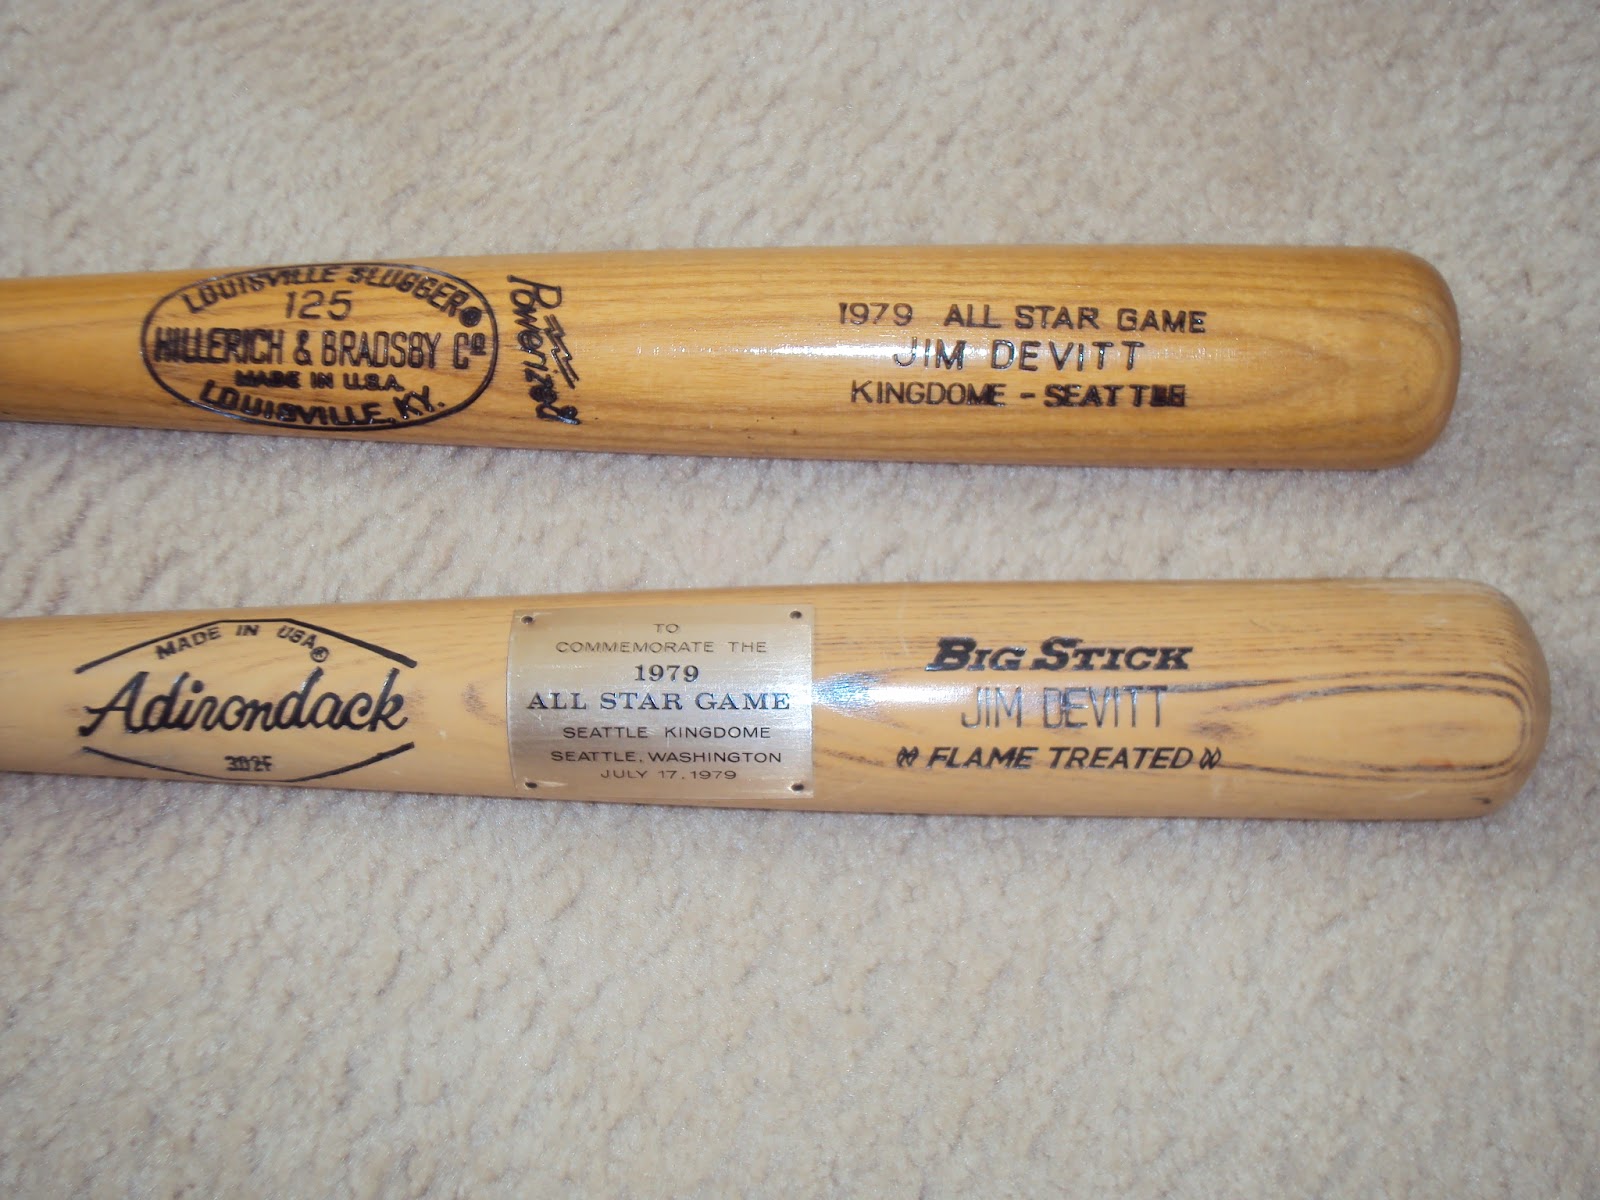 LOUISVILLE SLUGGER®
125
HILLERICH & BRADSBY Cº
MADE IN U.S.A.
LOUISVILLE, KY.
Powerized
1979 ALL STAR GAME
JIM DEVITT
KINGDOME - SEATTLE
MADE IN USA®
Adirondack
302F
TO
COMMEMORATE THE
1979
ALL STAR GAME
SEATTLE KINGDOME
SEATTLE, WASHINGTON
JULY 17, 1979
BIG STICK
JIM DEVITT
FLAME TREATED